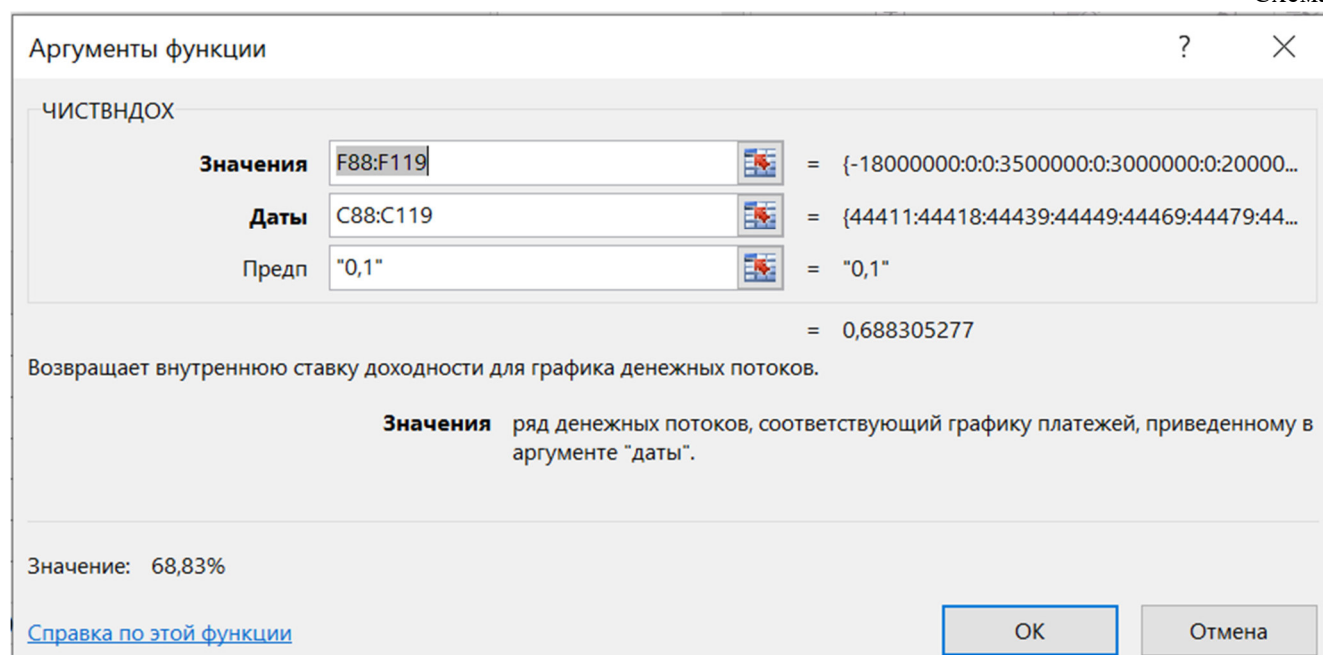 Аргументы функции
?
ЧИСТВНДОХ
Значения F88:F119 = {-18000000:0:0:3500000:0:3000000:0:20000...
Даты C88:C119 = {44411:44418:44439:44449:44469:44479:44...
Предп "0,1" = "0,1"
= 0,688305277
Возвращает внутреннюю ставку доходности для графика денежных потоков.
Значения ряд денежных потоков, соответствующий графику платежей, приведенному в
аргументе "даты".
Значение: 68,83%
Справка по этой функции
ОК
Отмена